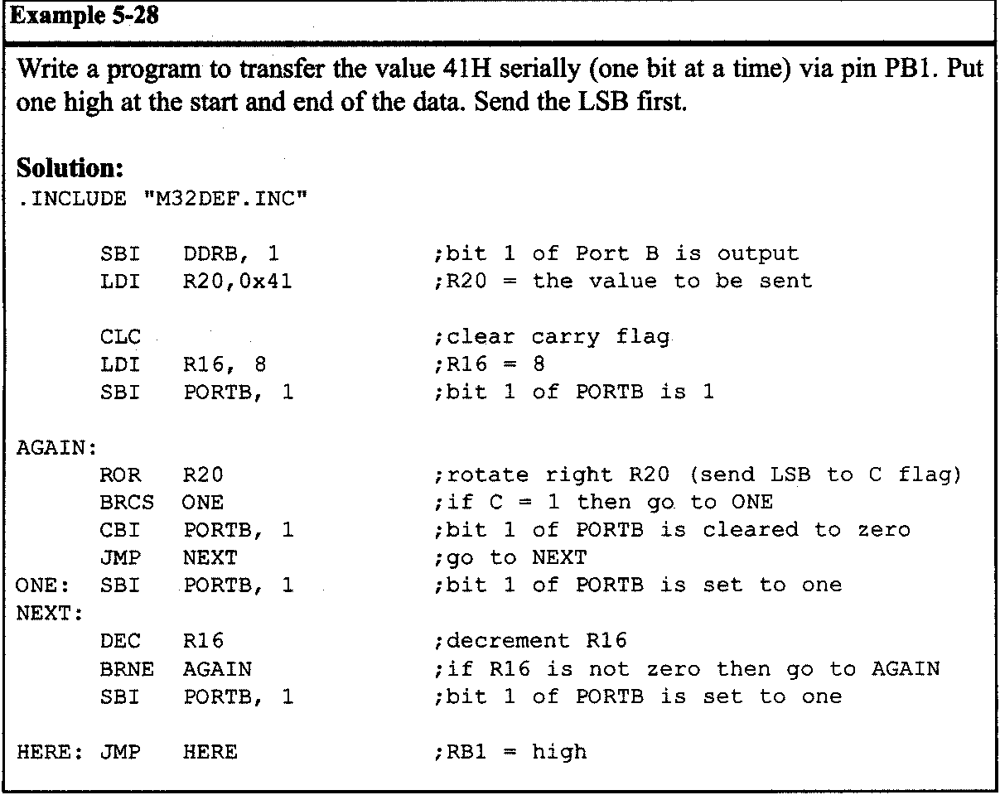 Example 5-28
Write a program to transfer the value 41H serially (one bit at a time) via pin PB1. Put
one high at the start and end of the data. Send the LSB first.
Solution:
.INCLUDE "M32DEF.INC"
SBI DDRB, 1 ;bit 1 of Port B is output
LDI R20,0x41 ;R20 = the value to be sent
CLC ;clear carry flag
LDI R16, 8 ;R16 = 8
SBI PORTB, 1 ;bit 1 of PORTB is 1
AGAIN:
ROR R20 ;rotate right R20 (send LSB to C flag)
BRCS ONE ;if C = 1 then go to ONE
CBI PORTB, 1 ;bit 1 of PORTB is cleared to zero
JMP NEXT ;go to NEXT
ONE: SBI PORTB, 1 ;bit 1 of PORTB is set to one
NEXT:
DEC R16 ;decrement R16
BRNE AGAIN ;if R16 is not zero then go to AGAIN
SBI PORTB, 1 ;bit 1 of PORTB is set to one
HERE: JMP HERE ;RB1 = high